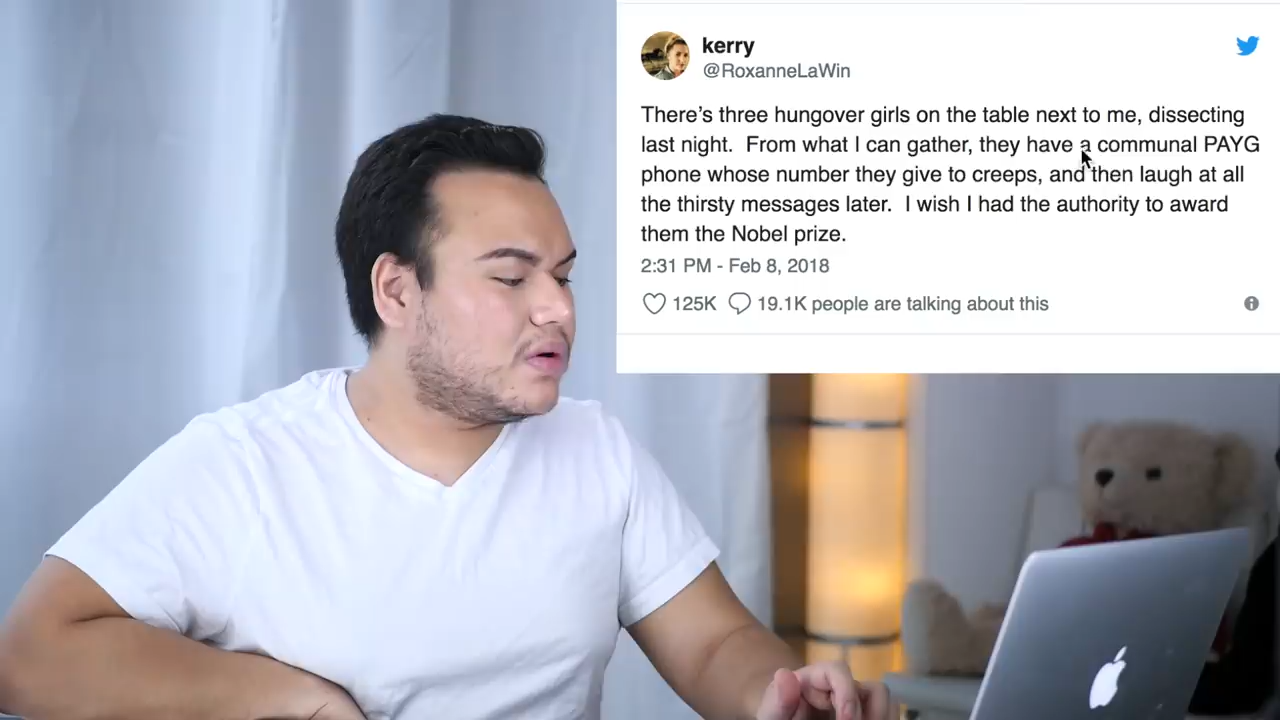 kerry
@RoxanneLaWin
There’s three hungover girls on the table next to me, dissecting
last night.  From what I can gather, they have a communal PAYG
phone whose number they give to creeps, and then laugh at all
the thirsty messages later.  I wish I had the authority to award
them the Nobel prize.
2:31 PM - Feb 8, 2018
125K 19.1K people are talking about this